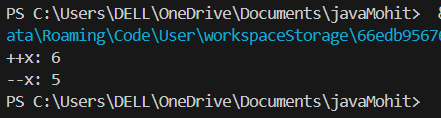 PS C:\Users\DELL\OneDrive\Documents\javaMohit>
ata\Roaming\Code\User\workspaceStorage\66edb9567
++x: 6
--x: 5
PS C:\Users\DELL\OneDrive\Documents\javaMohit>